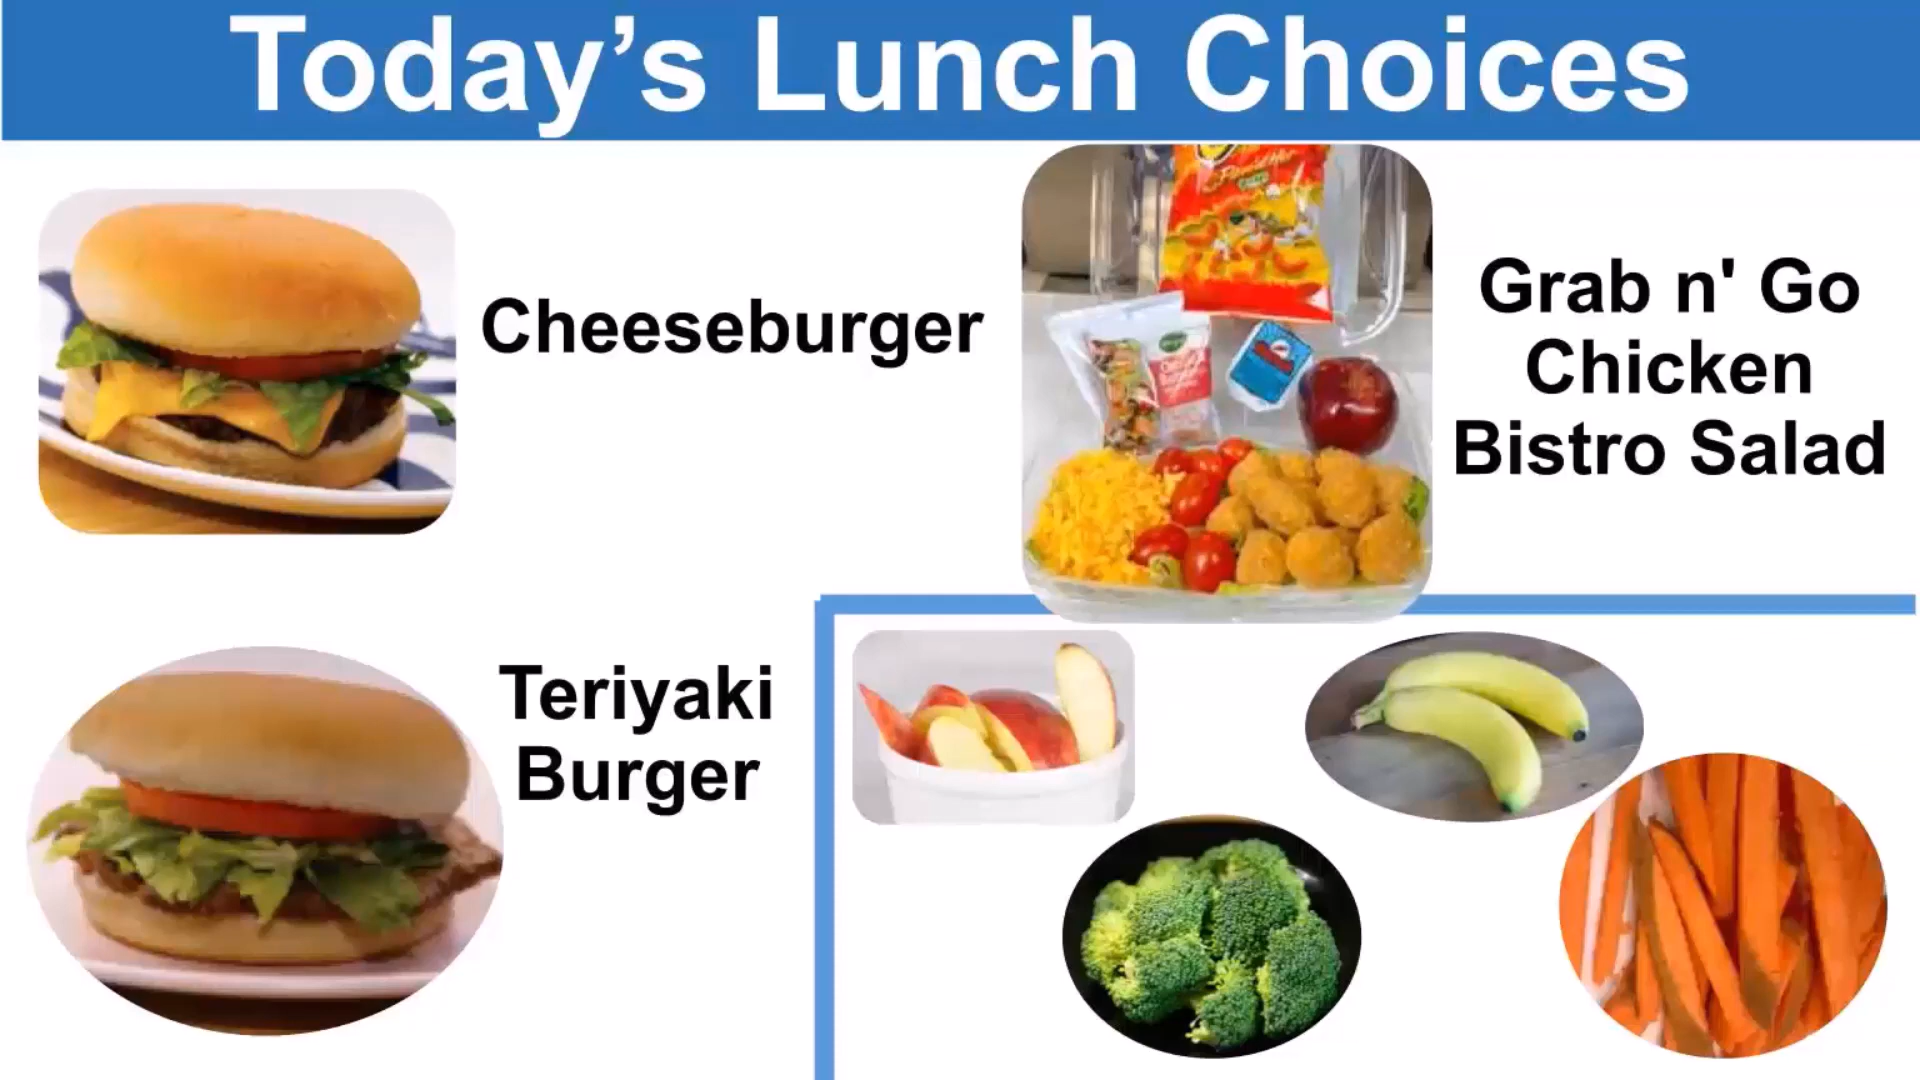 Today’s Lunch Choices
Cheeseburger
Grab n' Go
Chicken
Bistro Salad
Teriyaki
Burger